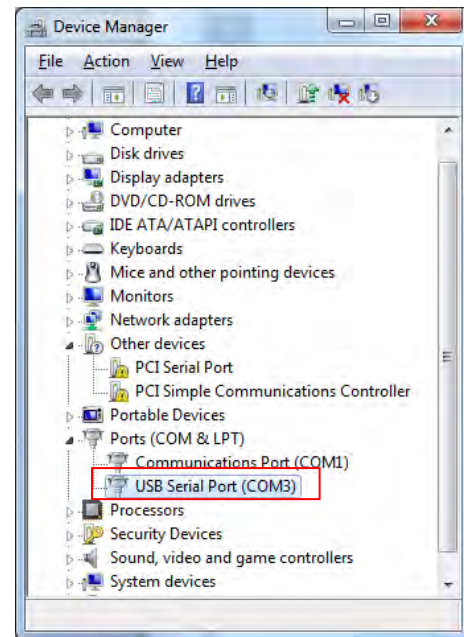 Device Manager
File Action View Help
Computer
Disk drives
Display adapters
DVD/CD-ROM drives
IDE ATA/ATAPI controllers
Keyboards
Mice and other pointing devices
Monitors
Network adapters
Other devices
PCI Serial Port
PCI Simple Communications Controller
Portable Devices
Ports (COM & LPT)
Communications Port (COM1)
USB Serial Port (COM3)
Processors
Security Devices
Sound, video and game controllers
System devices